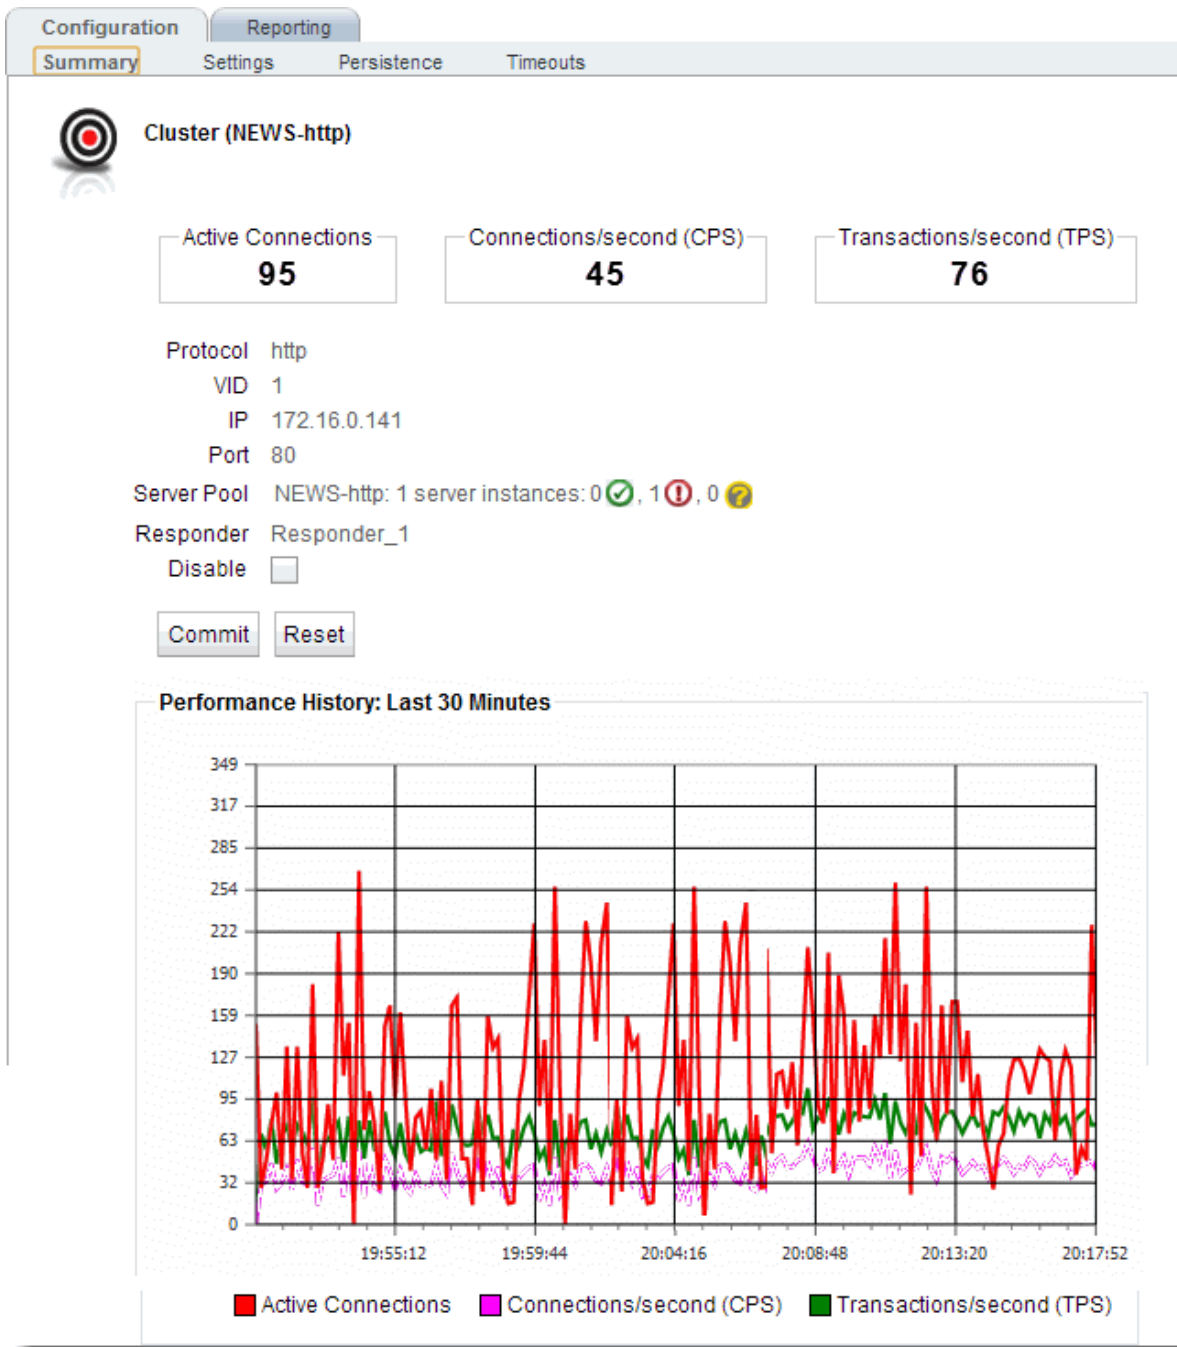 Configuration Reporting
Summary Settings Persistence Timeouts
Cluster (NEWS-http)
Active Connections Connections/second (CPS) Transactions/second (TPS)
95 45 76
Protocol http
VID 1
IP 172.16.0.141
Port 80
Server Pool NEWS-http: 1 server instances: 0 , 1 , 0
Responder Responder_1
Disable
Commit Reset
Performance History: Last 30 Minutes
349
317
285
254
222
190
159
127
95
63
32
0
19:55:12 19:59:44 20:04:16 20:08:48 20:13:20 20:17:52
Active Connections Connections/second (CPS) Transactions/second (TPS)